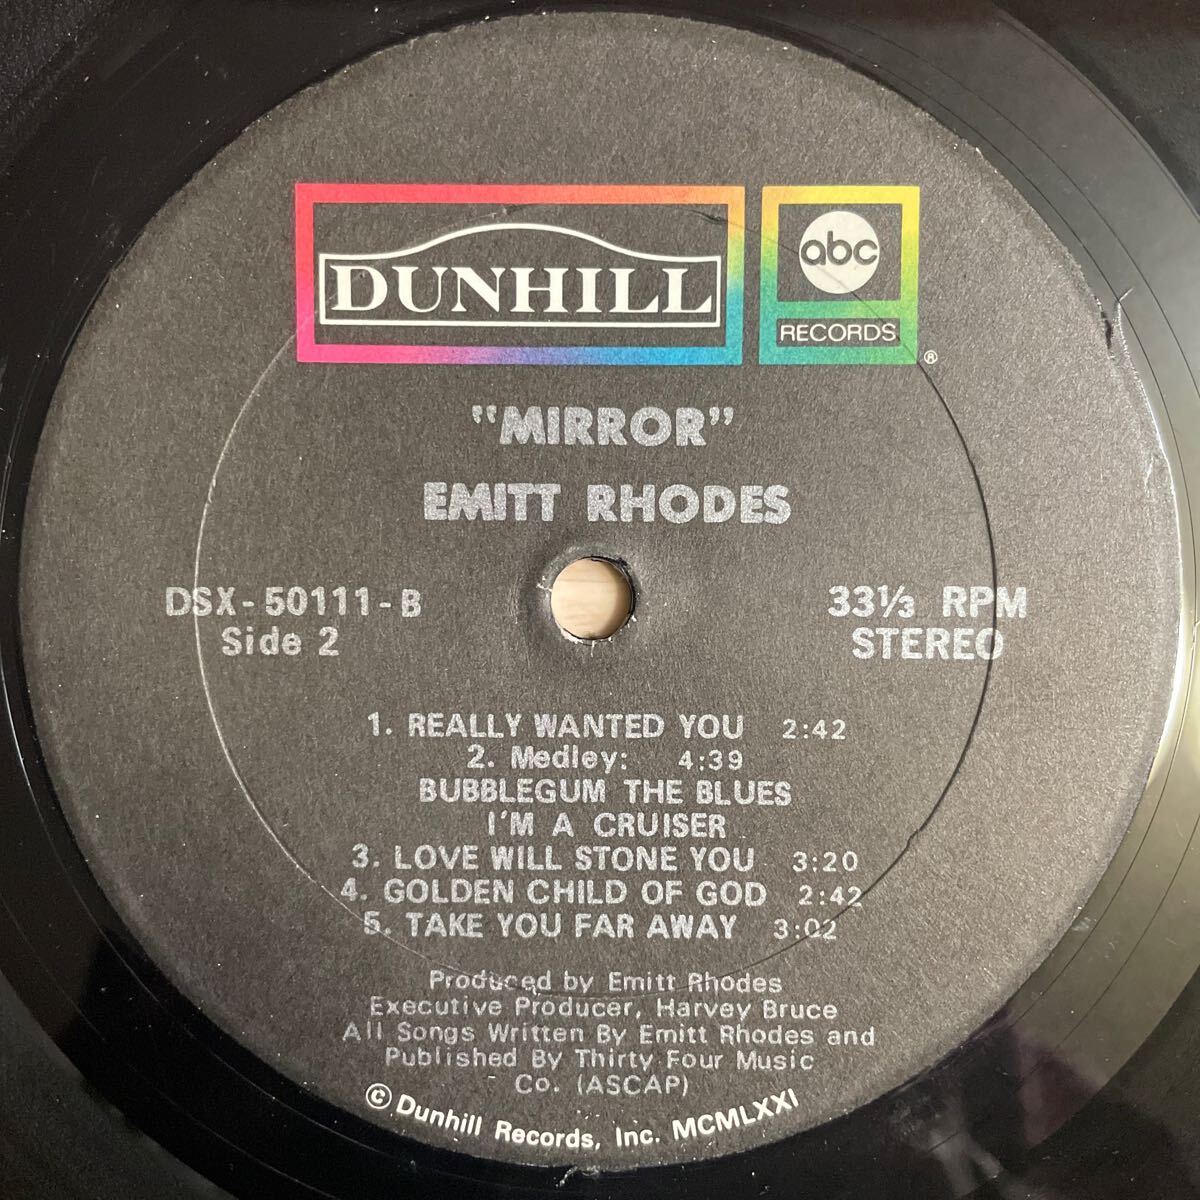 DUNHILL
abc
RECORDS
®
"MIRROR"
EMITT RHODES
DSX-50111-B
Side 2
33⅓ RPM
STEREO
1. REALLY WANTED YOU 2:42
2. Medley: 4:39
BUBBLEGUM THE BLUES
I'M A CRUISER
3. LOVE WILL STONE YOU 3:20
4. GOLDEN CHILD OF GOD 2:42
5. TAKE YOU FAR AWAY 3:02
Produced by Emitt Rhodes
Executive Producer, Harvey Bruce
All Songs Written By Emitt Rhodes and
Published By Thirty Four Music
Co. (ASCAP)
© Dunhill Records, Inc. MCMLXXI